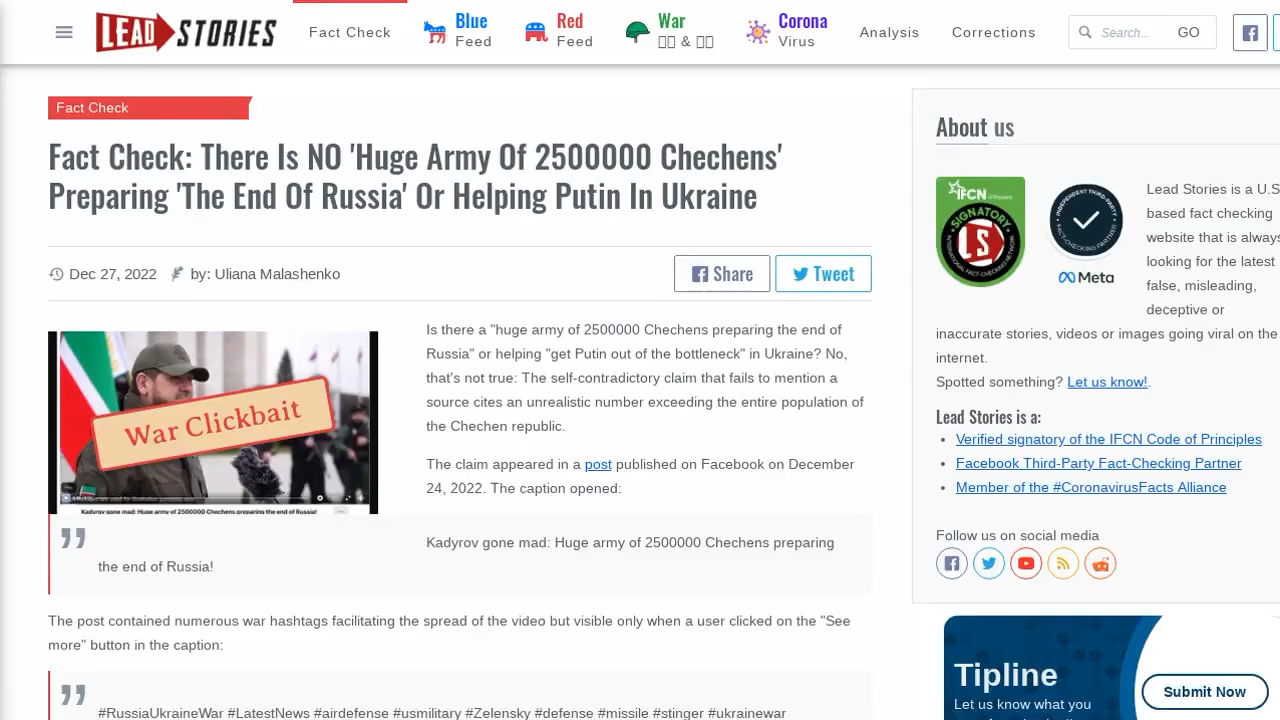 LEAD STORIES
Fact Check
Blue
Feed
Red
Feed
War
&
Corona
Virus
Analysis
Corrections
Search...
GO
Fact Check
Fact Check: There Is NO 'Huge Army Of 2500000 Chechens'
Preparing 'The End Of Russia' Or Helping Putin In Ukraine
Dec 27, 2022 by: Uliana Malashenko
Share
Tweet
War Clickbait
Kadyrov gone mad: Huge army of 2500000 Chechens preparing the end of Russia!
Is there a "huge army of 2500000 Chechens preparing the end of
Russia" or helping "get Putin out of the bottleneck" in Ukraine? No,
that's not true: The self-contradictory claim that fails to mention a
source cites an unrealistic number exceeding the entire population of
the Chechen republic.
The claim appeared in a post published on Facebook on December
24, 2022. The caption opened:
Kadyrov gone mad: Huge army of 2500000 Chechens preparing
the end of Russia!
The post contained numerous war hashtags facilitating the spread of the video but visible only when a user clicked on the "See
more" button in the caption:
#RussiaUkraineWar #LatestNews #airdefense #usmilitary #Zelensky #defense #missile #stinger #ukrainewar
About us
IFCN
SIGNATORY
LS
INDEPENDENT THIRD-PARTY
FACT-CHECKING PARTNER
Meta
Lead Stories is a U.S
based fact checking
website that is always
looking for the latest
false, misleading,
deceptive or
inaccurate stories, videos or images going viral on the
internet.
Spotted something? Let us know!.
Lead Stories is a:
Verified signatory of the IFCN Code of Principles
Facebook Third-Party Fact-Checking Partner
Member of the #CoronavirusFacts Alliance
Follow us on social media
Tipline
Let us know what you
Submit Now